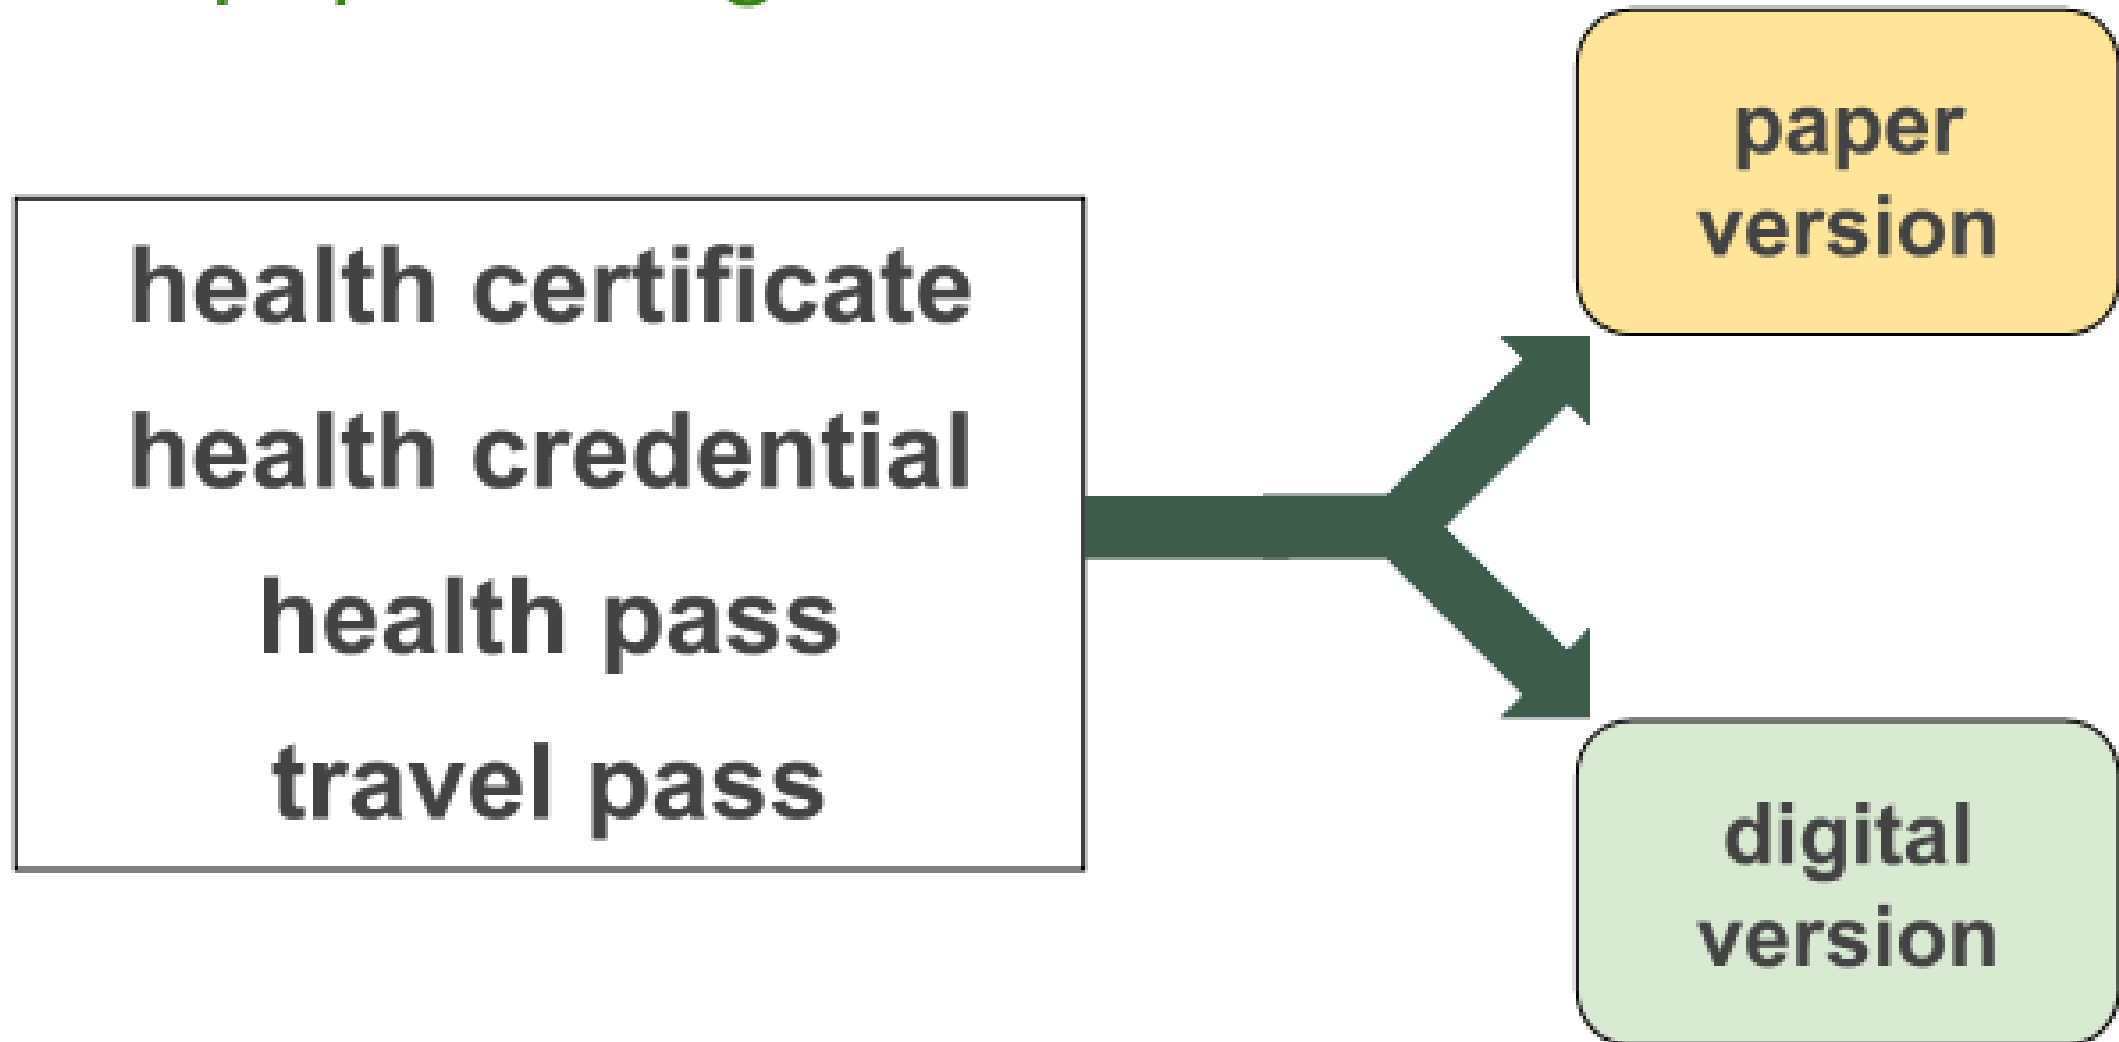 health certificate
health credential
health pass
travel pass
paper
version
digital
version